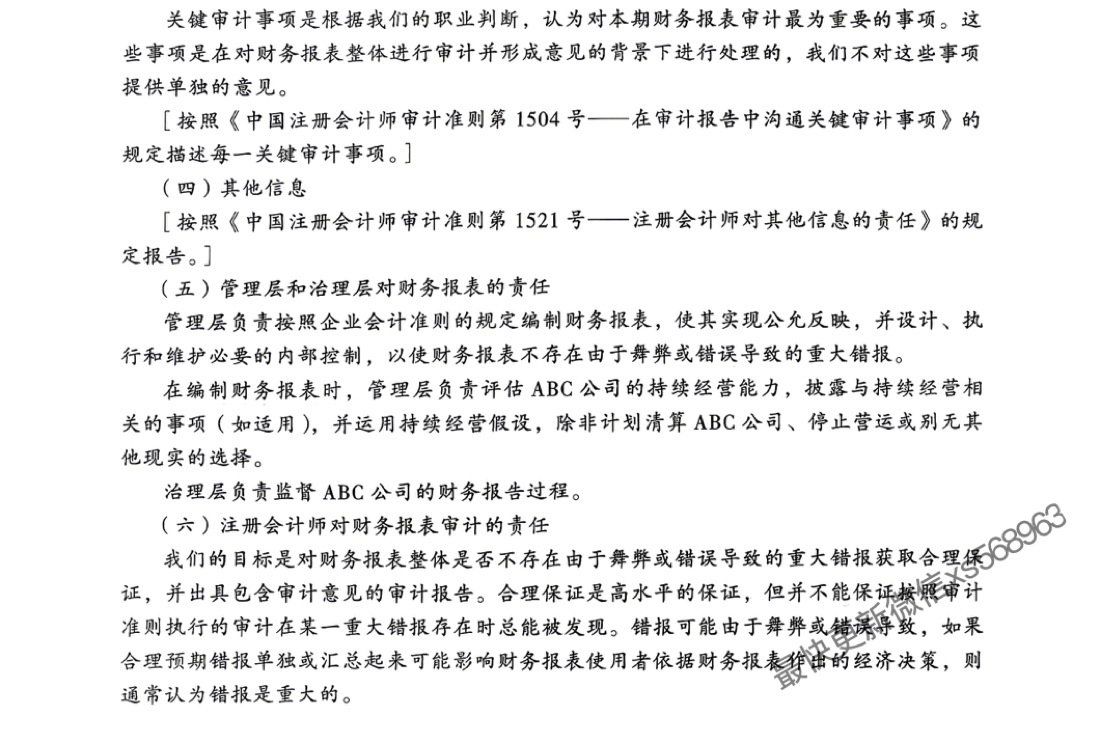 关键审计事项是根据我们的职业判断，认为对本期财务报表审计最为重要的事项。这
些事项是在对财务报表整体进行审计并形成意见的背景下进行处理的，我们不对这些事项
提供单独的意见。
［按照《中国注册会计师审计准则第 1504 号——在审计报告中沟通关键审计事项》的
规定描述每一关键审计事项。］
（四）其他信息
［按照《中国注册会计师审计准则第 1521 号——注册会计师对其他信息的责任》的规
定报告。］
（五）管理层和治理层对财务报表的责任
管理层负责按照企业会计准则的规定编制财务报表，使其实现公允反映，并设计、执
行和维护必要的内部控制，以使财务报表不存在由于舞弊或错误导致的重大错报。
在编制财务报表时，管理层负责评估 ABC 公司的持续经营能力，披露与持续经营相
关的事项（如适用），并运用持续经营假设，除非计划清算 ABC 公司、停止营运或别无其
他现实的选择。
治理层负责监督 ABC 公司的财务报告过程。
（六）注册会计师对财务报表审计的责任
我们的目标是对财务报表整体是否不存在由于舞弊或错误导致的重大错报获取合理保
证，并出具包含审计意见的审计报告。合理保证是高水平的保证，但并不能保证按照审计
准则执行的审计在某一重大错报存在时总能被发现。错报可能由于舞弊或错误导致，如果
合理预期错报单独或汇总起来可能影响财务报表使用者依据财务报表作出的经济决策，则
通常认为错报是重大的。
最快更新微信xs568963